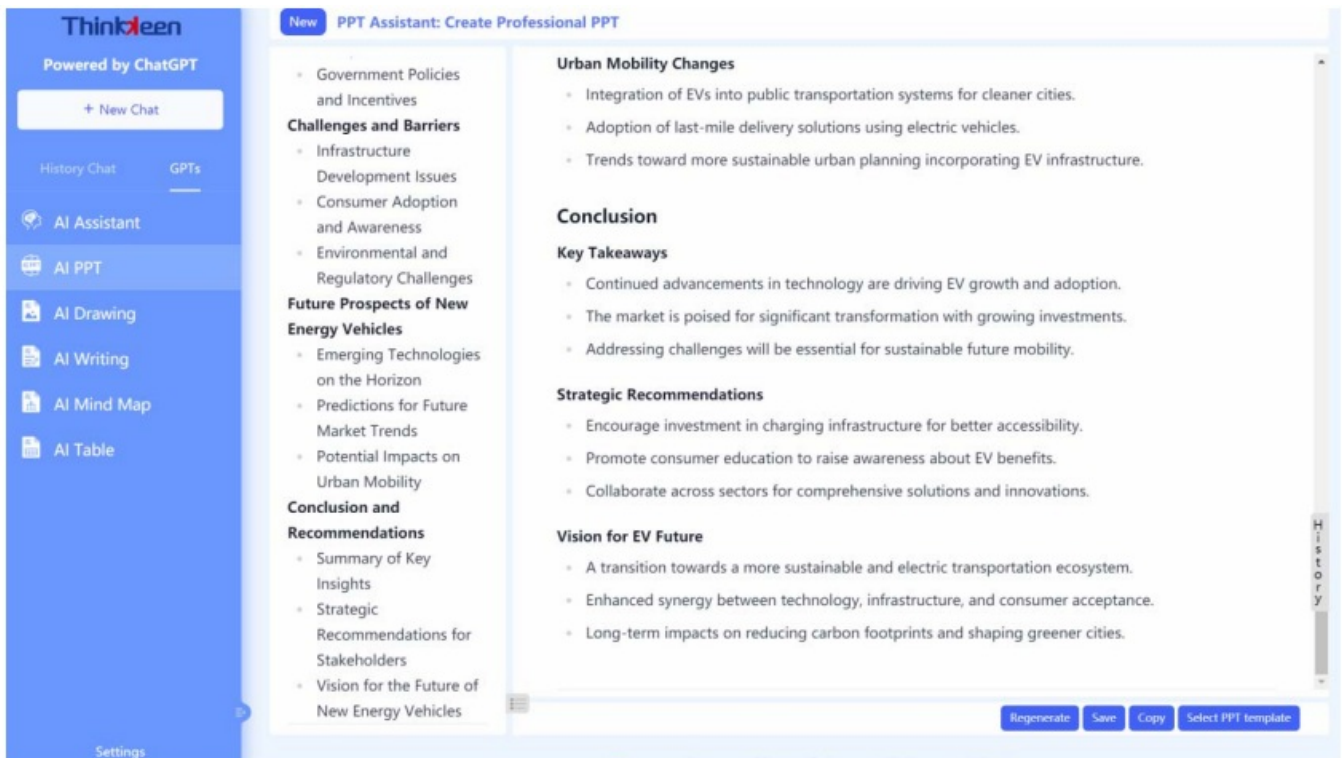 Thinkleen
Powered by ChatGPT
+ New Chat
History Chat GPTs
AI Assistant
AI PPT
AI Drawing
AI Writing
AI Mind Map
AI Table
Settings
New PPT Assistant: Create Professional PPT
Government Policies
and Incentives
Challenges and Barriers
Infrastructure
Development Issues
Consumer Adoption
and Awareness
Environmental and
Regulatory Challenges
Future Prospects of New
Energy Vehicles
Emerging Technologies
on the Horizon
Predictions for Future
Market Trends
Potential Impacts on
Urban Mobility
Conclusion and
Recommendations
Summary of Key
Insights
Strategic
Recommendations for
Stakeholders
Vision for the Future of
New Energy Vehicles
Urban Mobility Changes
Integration of EVs into public transportation systems for cleaner cities.
Adoption of last-mile delivery solutions using electric vehicles.
Trends toward more sustainable urban planning incorporating EV infrastructure.
Conclusion
Key Takeaways
Continued advancements in technology are driving EV growth and adoption.
The market is poised for significant transformation with growing investments.
Addressing challenges will be essential for sustainable future mobility.
Strategic Recommendations
Encourage investment in charging infrastructure for better accessibility.
Promote consumer education to raise awareness about EV benefits.
Collaborate across sectors for comprehensive solutions and innovations.
Vision for EV Future
A transition towards a more sustainable and electric transportation ecosystem.
Enhanced synergy between technology, infrastructure, and consumer acceptance.
Long-term impacts on reducing carbon footprints and shaping greener cities.
History
Regenerate Save Copy Select PPT template